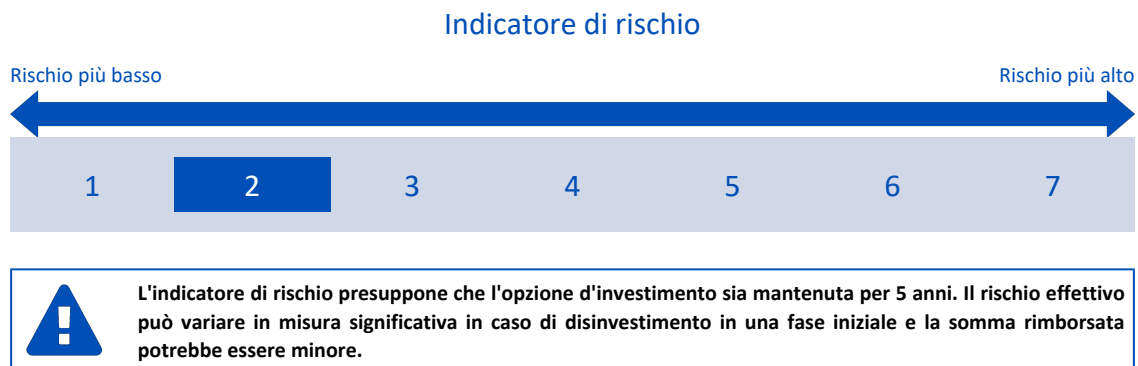 Indicatore di rischio
Rischio più basso
Rischio più alto
1 2 3 4 5 6 7
L'indicatore di rischio presuppone che l'opzione d'investimento sia mantenuta per 5 anni. Il rischio effettivo
può variare in misura significativa in caso di disinvestimento in una fase iniziale e la somma rimborsata
potrebbe essere minore.